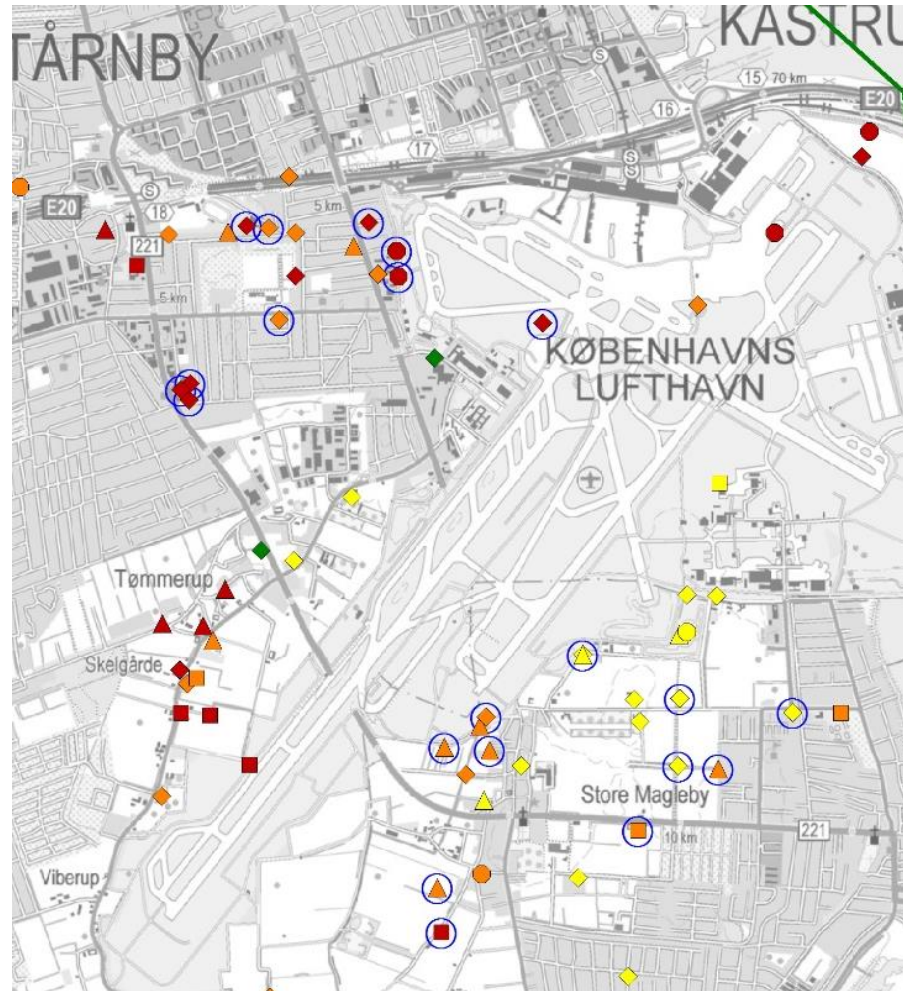 KASTRU
TÅRNBY
15
70 km
E20
16
17
S
S
S
5 km
E20
18
221
5 km
KØBENHAVNS
LUFTHAVN
Tømmerup
Skelgårde
Store Magleby
221
10 km
Viberup